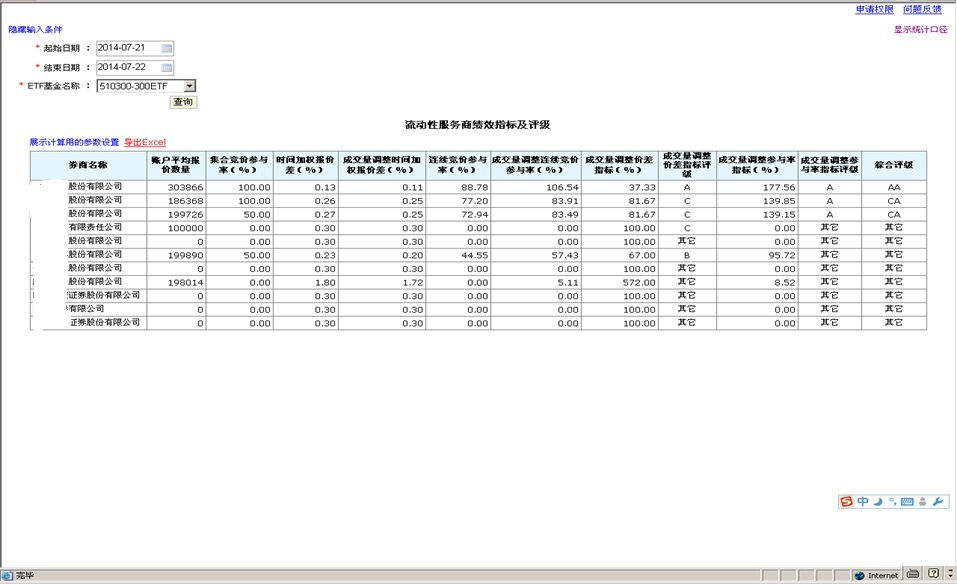 申请权限 问题反馈
隐藏输入条件 显示统计口径
* 起始日期 ： 2014-07-21
* 结束日期 ： 2014-07-22
* ETF基金名称 ： 510300-300ETF
查询
流动性服务商绩效指标及评级
展示计算用的参数设置 导出Excel
券商名称 账户平均报价数量 集合竞价参与率（%） 时间加权报价差（%） 成交量调整时间加权报价差（%） 连续竞价参与率（%） 成交量调整连续竞价参与率（%） 成交量调整价差指标（%） 成交量调整价差指标评级 成交量调整参与率指标（%） 成交量调整参与率指标评级 综合评级
股份有限公司 303866 100.00 0.13 0.11 88.78 106.54 37.33 A 177.56 A AA
股份有限公司 186368 100.00 0.26 0.25 77.20 83.91 81.67 C 139.85 A CA
股份有限公司 199726 50.00 0.27 0.25 72.94 83.49 81.67 C 139.15 A CA
有限责任公司 100000 0.00 0.30 0.30 0.00 0.00 100.00 C 0.00 其它 其它
股份有限公司 0 0.00 0.30 0.30 0.00 0.00 100.00 其它 0.00 其它 其它
股份有限公司 199890 50.00 0.23 0.20 44.55 57.43 67.00 B 95.72 其它 其它
股份有限公司 0 0.00 0.30 0.30 0.00 0.00 100.00 其它 0.00 其它 其它
股份有限公司 198014 0.00 1.80 1.72 0.00 5.11 572.00 其它 8.52 其它 其它
证券股份有限公司 0 0.00 0.30 0.30 0.00 0.00 100.00 其它 0.00 其它 其它
有限公司 0 0.00 0.30 0.30 0.00 0.00 100.00 其它 0.00 其它 其它
证券股份有限公司 0 0.00 0.30 0.30 0.00 0.00 100.00 其它 0.00 其它 其它
中
完毕 Internet